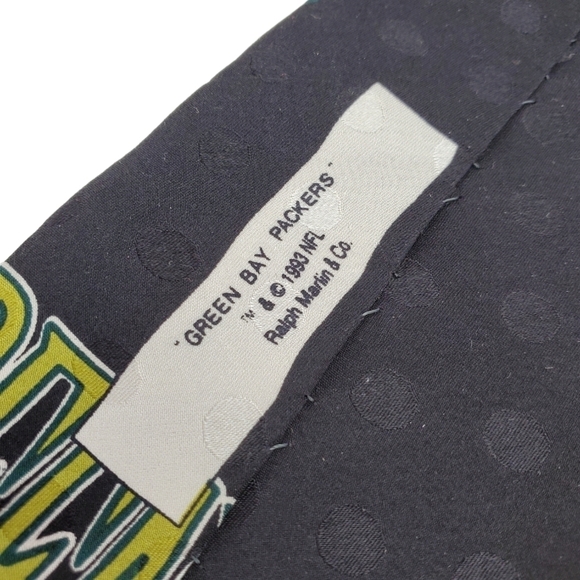 "GREEN BAY PACKERS"
™ & © 1993 NFL
Ralph Marlin & Co.